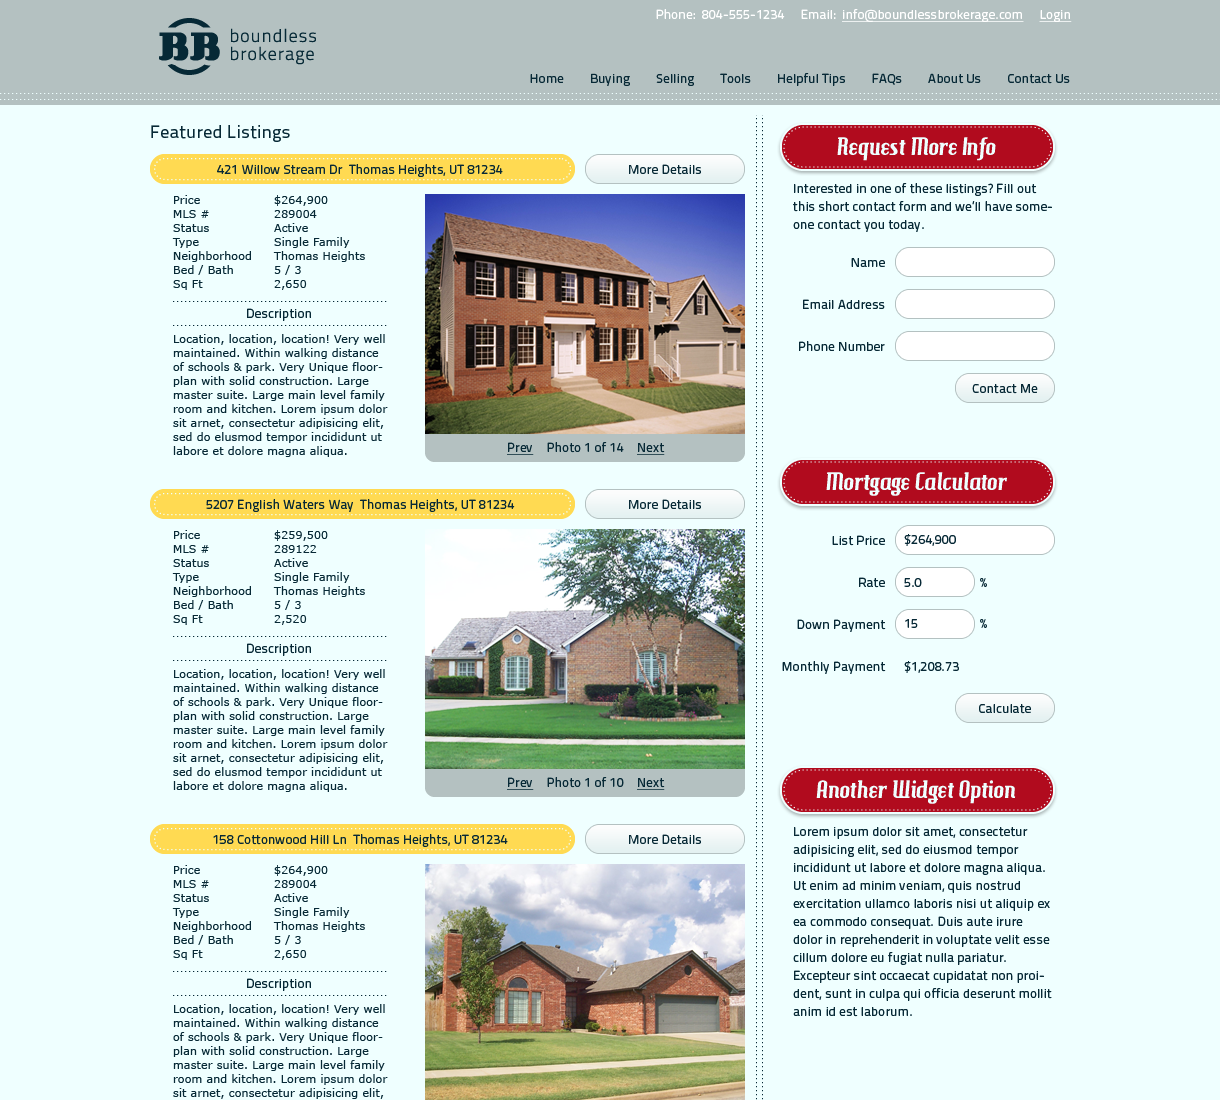 Phone: 804-555-1234 Email: info@boundlessbrokerage.com Login
BB boundless
brokerage
Home Buying Selling Tools Helpful Tips FAQs About Us Contact Us
Featured Listings
421 Willow Stream Dr Thomas Heights, UT 81234
More Details
Price $264,900
MLS # 289004
Status Active
Type Single Family
Neighborhood Thomas Heights
Bed / Bath 5 / 3
Sq Ft 2,650
Description
Location, location, location! Very well
maintained. Within walking distance
of schools & park. Very Unique floor-
plan with solid construction. Large
master suite. Large main level family
room and kitchen. Lorem ipsum dolor
sit arnet, consectetur adipisicing elit,
sed do elusmod tempor incididunt ut
labore et dolore magna aliqua.
Prev Photo 1 of 14 Next
5207 English Waters Way Thomas Heights, UT 81234
More Details
Price $259,500
MLS # 289122
Status Active
Type Single Family
Neighborhood Thomas Heights
Bed / Bath 5 / 3
Sq Ft 2,520
Description
Location, location, location! Very well
maintained. Within walking distance
of schools & park. Very Unique floor-
plan with solid construction. Large
master suite. Large main level family
room and kitchen. Lorem ipsum dolor
sit arnet, consectetur adipisicing elit,
sed do elusmod tempor incididunt ut
labore et dolore magna aliqua.
Prev Photo 1 of 10 Next
158 Cottonwood Hill Ln Thomas Heights, UT 81234
More Details
Price $264,900
MLS # 289004
Status Active
Type Single Family
Neighborhood Thomas Heights
Bed / Bath 5 / 3
Sq Ft 2,650
Description
Location, location, location! Very well
maintained. Within walking distance
of schools & park. Very Unique floor-
plan with solid construction. Large
master suite. Large main level family
room and kitchen. Lorem ipsum dolor
sit arnet, consectetur adipisicing elit,
Request More Info
Interested in one of these listings? Fill out
this short contact form and we'll have some-
one contact you today.
Name
Email Address
Phone Number
Contact Me
Mortgage Calculator
List Price $264,900
Rate 5.0 %
Down Payment 15 %
Monthly Payment $1,208.73
Calculate
Another Widget Option
Lorem ipsum dolor sit amet, consectetur
adipisicing elit, sed do eiusmod tempor
incididunt ut labore et dolore magna aliqua.
Ut enim ad minim veniam, quis nostrud
exercitation ullamco laboris nisi ut aliquip ex
ea commodo consequat. Duis aute irure
dolor in reprehenderit in voluptate velit esse
cillum dolore eu fugiat nulla pariatur.
Excepteur sint occaecat cupidatat non proi-
dent, sunt in culpa qui officia deserunt mollit
anim id est laborum.